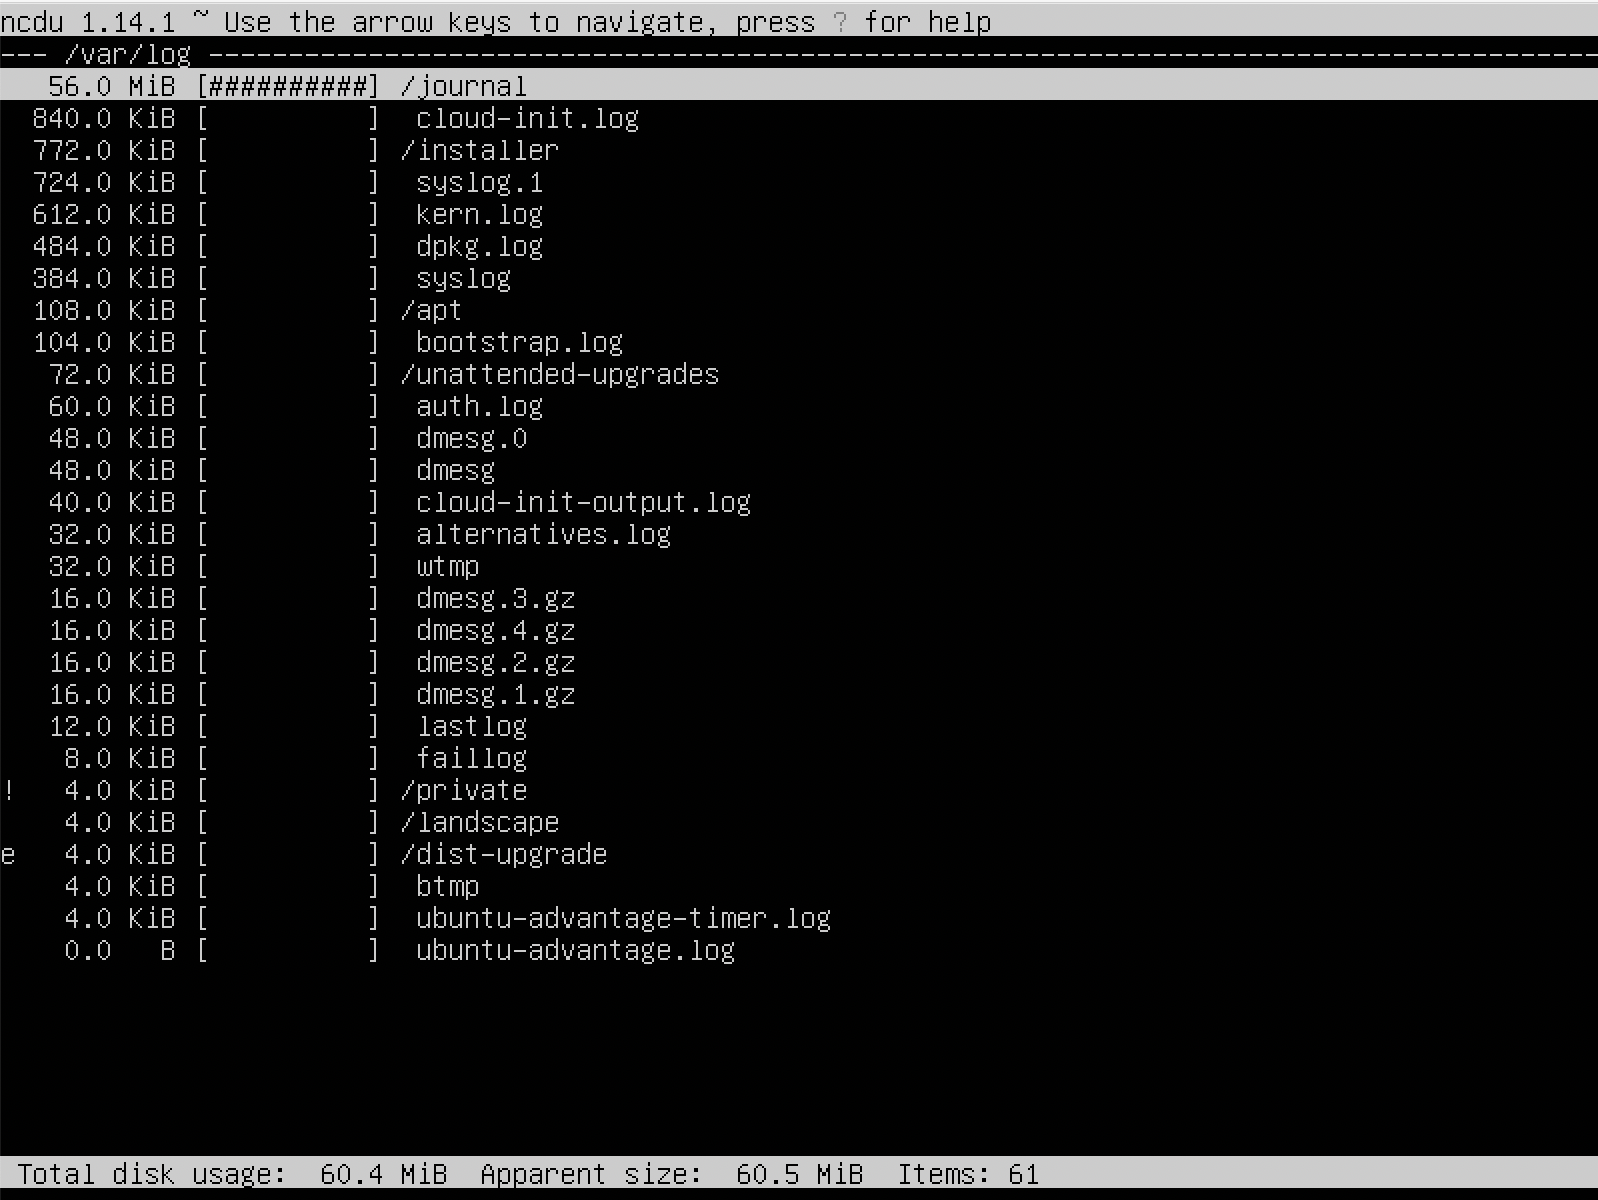 ncdu 1.14.1 ~ Use the arrow keys to navigate, press ? for help
--- /var/log ---------------------------------------------------------------------------------------
   56.0 MiB [##########] /journal
  840.0 KiB [          ]  cloud-init.log
  772.0 KiB [          ] /installer
  724.0 KiB [          ]  syslog.1
  612.0 KiB [          ]  kern.log
  484.0 KiB [          ]  dpkg.log
  384.0 KiB [          ]  syslog
  108.0 KiB [          ] /apt
  104.0 KiB [          ]  bootstrap.log
   72.0 KiB [          ] /unattended-upgrades
   60.0 KiB [          ]  auth.log
   48.0 KiB [          ]  dmesg.0
   48.0 KiB [          ]  dmesg
   40.0 KiB [          ]  cloud-init-output.log
   32.0 KiB [          ]  alternatives.log
   32.0 KiB [          ]  wtmp
   16.0 KiB [          ]  dmesg.3.gz
   16.0 KiB [          ]  dmesg.4.gz
   16.0 KiB [          ]  dmesg.2.gz
   16.0 KiB [          ]  dmesg.1.gz
   12.0 KiB [          ]  lastlog
    8.0 KiB [          ]  faillog
!   4.0 KiB [          ] /private
    4.0 KiB [          ] /landscape
e   4.0 KiB [          ] /dist-upgrade
    4.0 KiB [          ]  btmp
    4.0 KiB [          ]  ubuntu-advantage-timer.log
    0.0   B [          ]  ubuntu-advantage.log
 Total disk usage:  60.4 MiB  Apparent size:  60.5 MiB  Items: 61